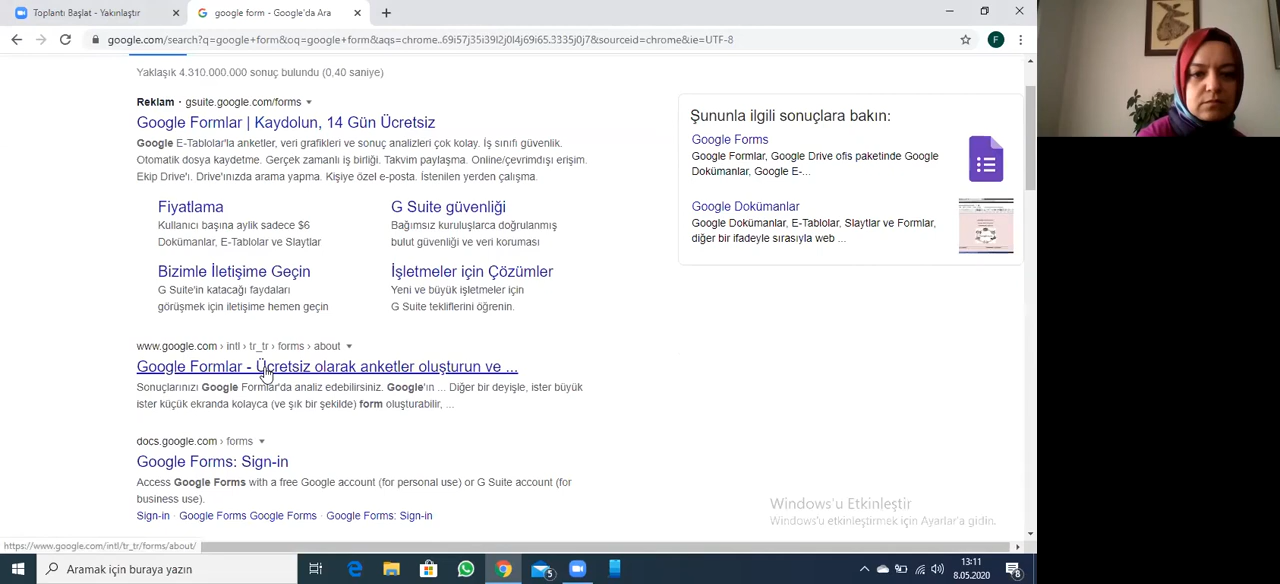 Toplantı Başlat - Yakınlaştır
google form - Google'da Ara
google.com/search?q=google+form&oq=google+form&aqs=chrome..69i57j35i39l2j0l4j69i65.3335j0j7&sourceid=chrome&ie=UTF-8
F
Yaklaşık 4.310.000.000 sonuç bulundu (0,40 saniye)
Reklam · gsuite.google.com/forms
Google Formlar | Kaydolun, 14 Gün Ücretsiz
Google E-Tablolar'la anketler, veri grafikleri ve sonuç analizleri çok kolay. İş sınıfı güvenlik.
Otomatik dosya kaydetme. Gerçek zamanlı iş birliği. Takvim paylaşma. Online/çevrimdışı erişim.
Ekip Drive'ı. Drive'ınızda arama yapma. Kişiye özel e-posta. İstenilen yerden çalışma.
Fiyatlama
Kullanıcı başına aylık sadece $6
Dokümanlar, E-Tablolar ve Slaytlar
G Suite güvenliği
Bağımsız kuruluşlarca doğrulanmış
bulut güvenliği ve veri koruması
Bizimle İletişime Geçin
G Suite'in katacağı faydaları
görüşmek için iletişime hemen geçin
İşletmeler için Çözümler
Yeni ve büyük işletmeler için
G Suite tekliflerini öğrenin.
www.google.com › intl › tr_tr › forms › about
Google Formlar - Ücretsiz olarak anketler oluşturun ve ...
Sonuçlarınızı Google Formlar'da analiz edebilirsiniz. Google'ın ... Diğer bir deyişle, ister büyük
ister küçük ekranda kolayca (ve şık bir şekilde) form oluşturabilir, ...
docs.google.com › forms
Google Forms: Sign-in
Access Google Forms with a free Google account (for personal use) or G Suite account (for
business use).
Sign-in · Google Forms Google Forms · Google Forms: Sign-in
Şununla ilgili sonuçlara bakın:
Google Forms
Google Formlar, Google Drive ofis paketinde Google
Dokümanlar, Google E-...
Google Dokümanlar
Google Dokümanlar, E-Tablolar, Slaytlar ve Formlar,
diğer bir ifadeyle sırasıyla web ...
Windows'u Etkinleştir
Windows'u etkinleştirmek için Ayarlar'a gidin.
https://www.google.com/intl/tr_tr/forms/about/
Aramak için buraya yazın
5
13:11
8.05.2020
8